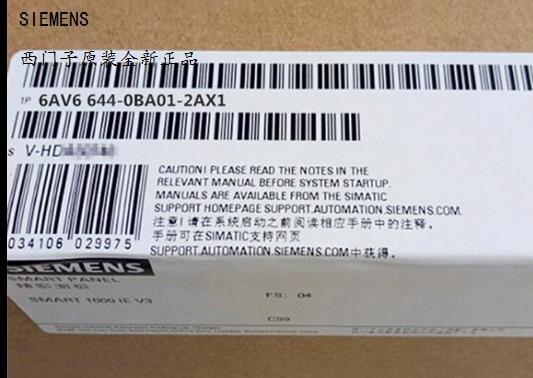 SIEMENS
西门子原装全新正品
1P 6AV6 644-0BA01-2AX1
S V-HD
CAUTION! PLEASE READ THE NOTES IN THE
RELEVANT MANUAL BEFORE SYSTEM STARTUP.
MANUALS ARE AVAILABLE FROM THE SIMATIC
SUPPORT HOMEPAGE SUPPORT.AUTOMATION.SIEMENS.COM.
注意!请在系统启动之前阅读相应手册中的注释。
手册可在SIMATIC支持网页
SUPPORT.AUTOMATION.SIEMENS.COM中获得。
034106 029975
SIEMENS
SMART PANEL
精彩面板
SMART 1000 IE V3
FS: 04
C99